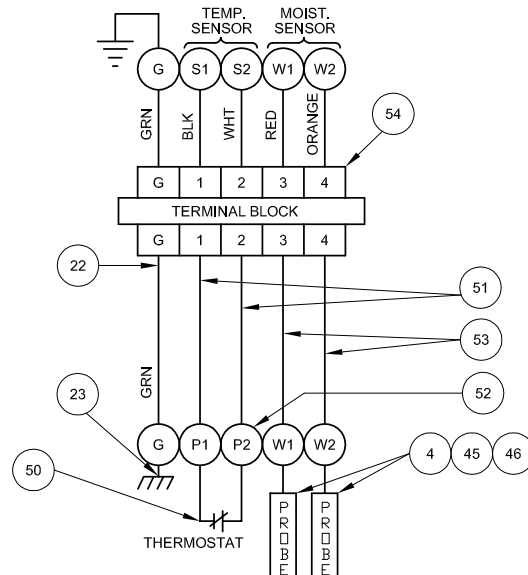 TEMP. SENSOR
MOIST. SENSOR
G S1 S2 W1 W2
GRN BLK WHT RED ORANGE
54
G 1 2 3 4
TERMINAL BLOCK
G 1 2 3 4
22
51
53
GRN
23
52
G P1 P2 W1 W2
50
4 45 46
THERMOSTAT
PROBE PROBE